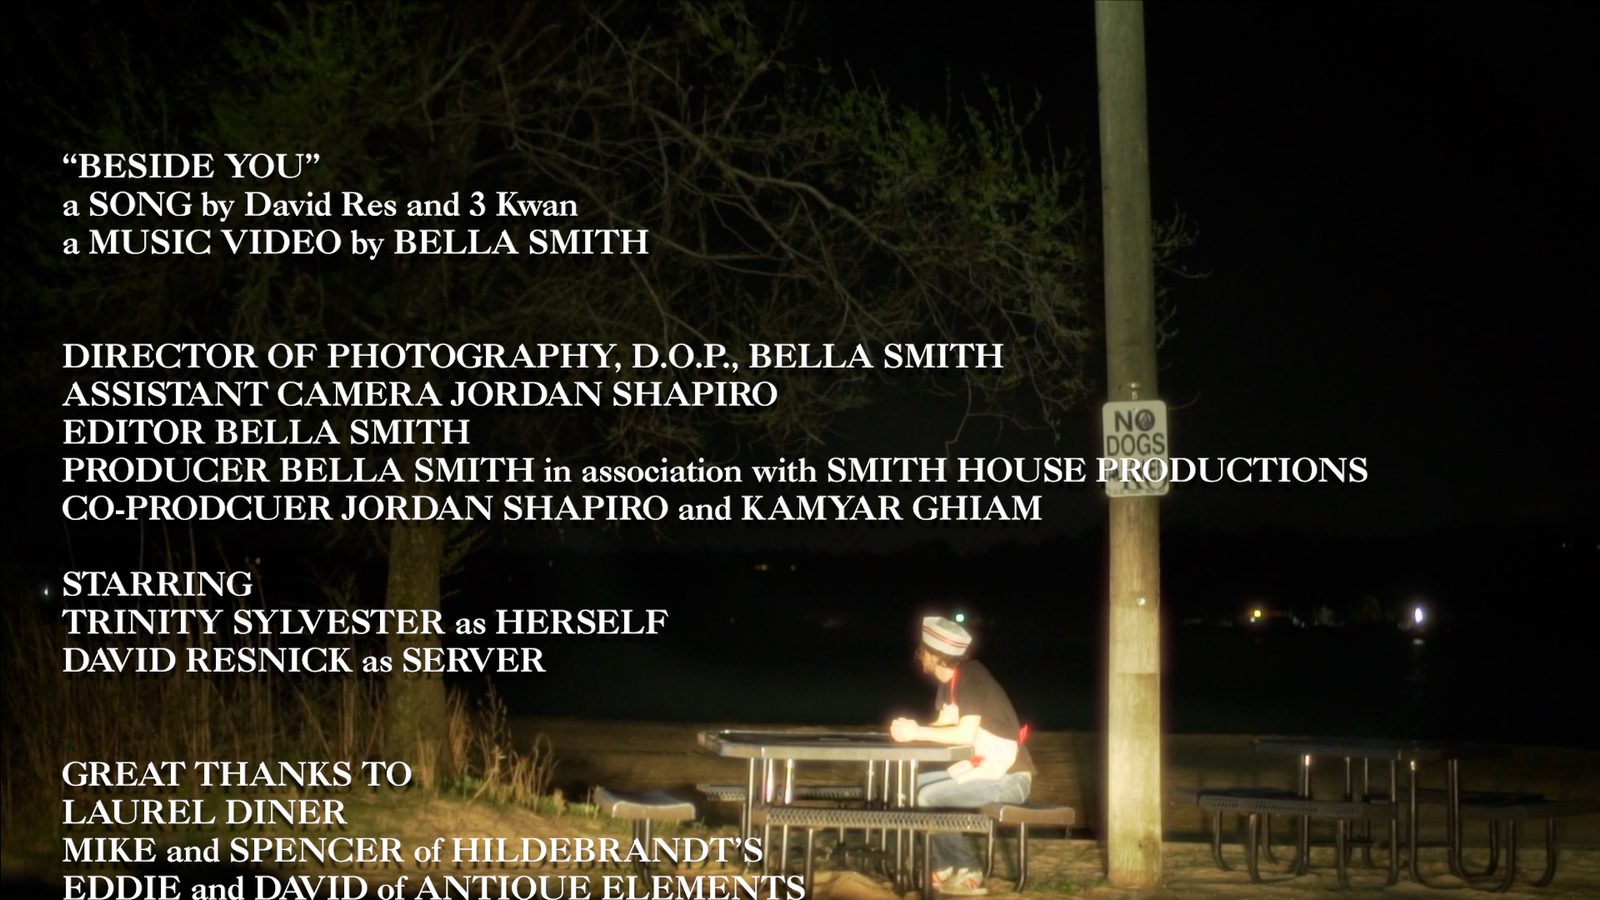 “BESIDE YOU”
a SONG by David Res and 3 Kwan
a MUSIC VIDEO by BELLA SMITH
DIRECTOR OF PHOTOGRAPHY, D.O.P., BELLA SMITH
ASSISTANT CAMERA JORDAN SHAPIRO
EDITOR BELLA SMITH
PRODUCER BELLA SMITH in association with SMITH HOUSE PRODUCTIONS
CO-PRODCUER JORDAN SHAPIRO and KAMYAR GHIAM
STARRING
TRINITY SYLVESTER as HERSELF
DAVID RESNICK as SERVER
GREAT THANKS TO
LAUREL DINER
MIKE and SPENCER of HILDEBRANDT’S
EDDIE and DAVID of ANTIQUE ELEMENTS
NO
DOGS